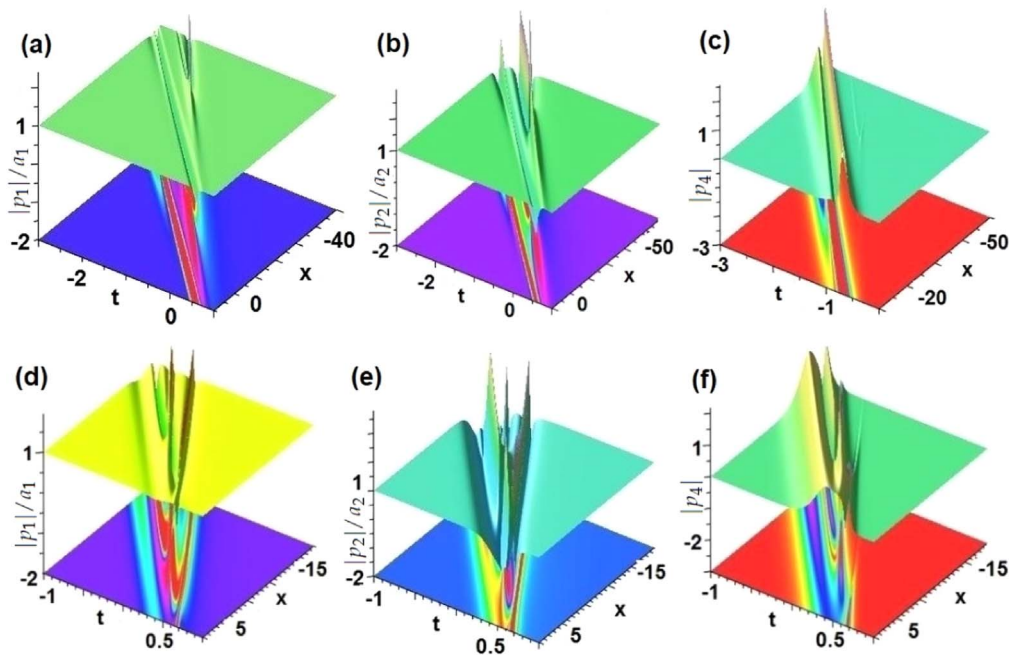 (a)
|p₁|/a₁
1
-2
-2
t
0
0
x
-40
(b)
|p₂|/a₂
1
-2
-2
t
0
0
x
-50
(c)
|p₄|
1
-3
-3
t
-1
-20
x
-50
(d)
|p₁|/a₁
1
-2
-1
t
0.5
5
x
-15
(e)
|p₂|/a₂
1
-2
-1
t
0.5
5
x
-15
(f)
|p₄|
1
-2
-1
t
0.5
5
x
-15